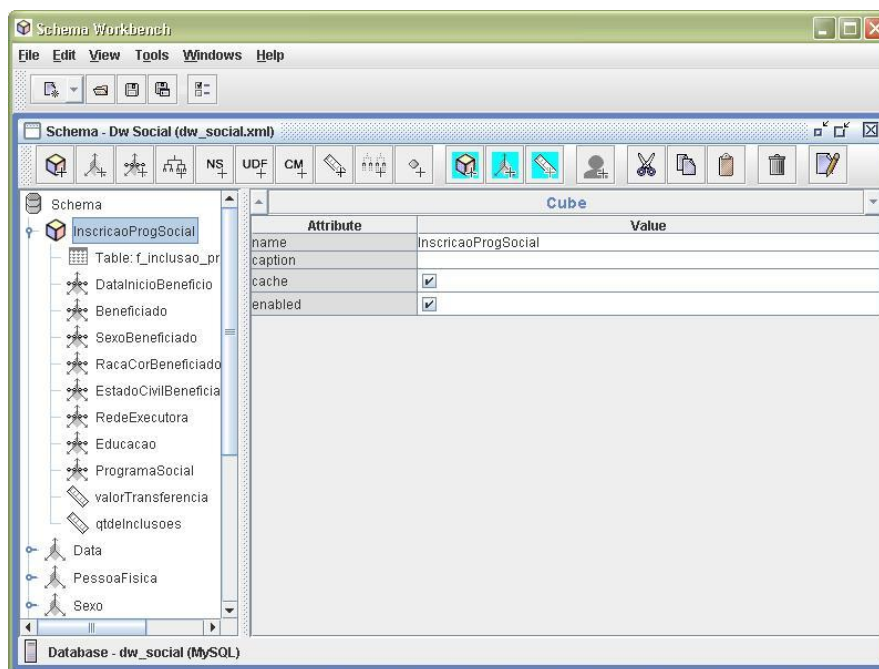 Schema Workbench
File Edit View Tools Windows Help
Schema - Dw Social (dw_social.xml)
NS UDF CM
Schema
InscricaoProgSocial
Table: f_inclusao_pr
DataInicioBeneficio
Beneficiado
SexoBeneficiado
RacaCorBeneficiado
EstadoCivilBeneficia
RedeExecutora
Educacao
ProgramaSocial
valorTransferencia
qtdeInclusoes
Data
PessoaFisica
Sexo
Cube
Attribute Value
name InscricaoProgSocial
caption
cache
enabled
Database - dw_social (MySQL)